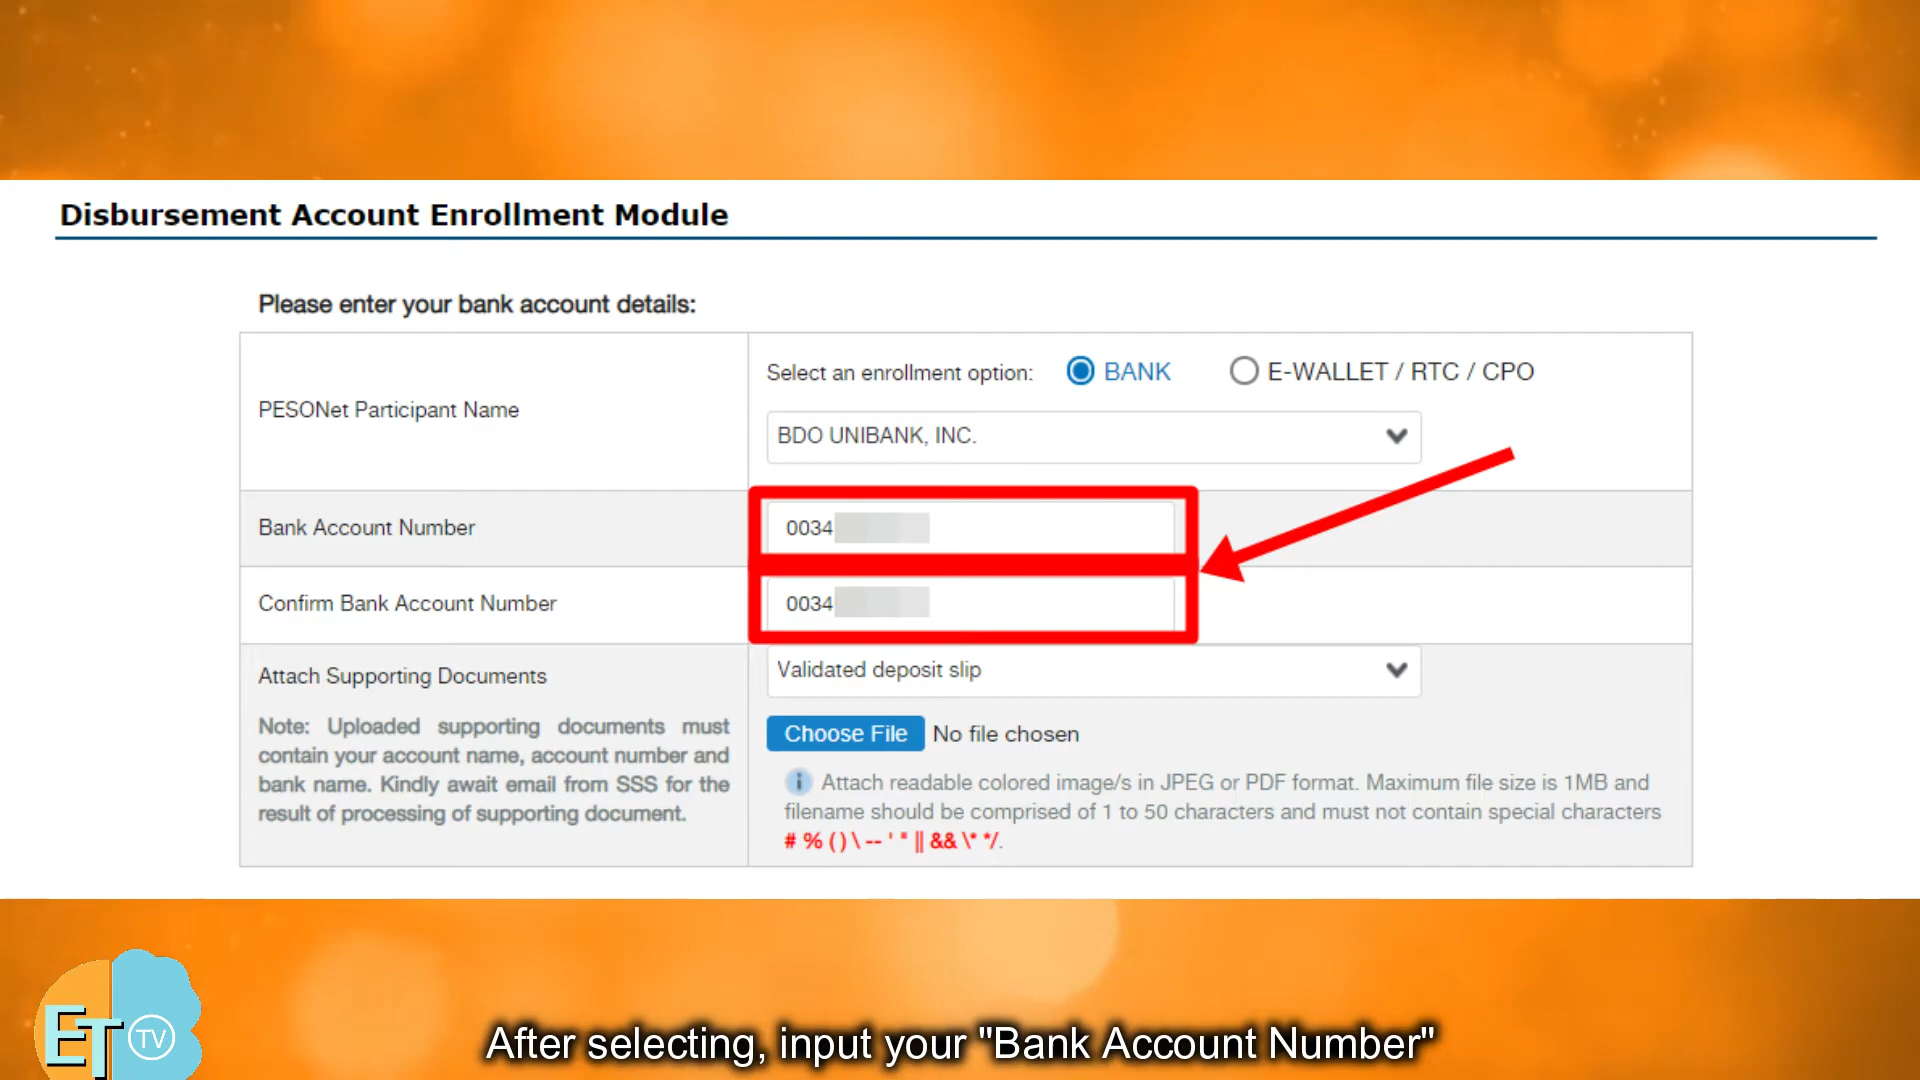 Disbursement Account Enrollment Module
Please enter your bank account details:
PESONet Participant Name
Select an enrollment option: BANK E-WALLET / RTC / CPO
BDO UNIBANK, INC.
Bank Account Number
0034
Confirm Bank Account Number
0034
Attach Supporting Documents
Note: Uploaded supporting documents must
contain your account name, account number and
bank name. Kindly await email from SSS for the
result of processing of supporting document.
Validated deposit slip
Choose File No file chosen
i Attach readable colored image/s in JPEG or PDF format. Maximum file size is 1MB and
filename should be comprised of 1 to 50 characters and must not contain special characters
# % ( ) \ -- ' " || && \* */.
ET TV
After selecting, input your "Bank Account Number"